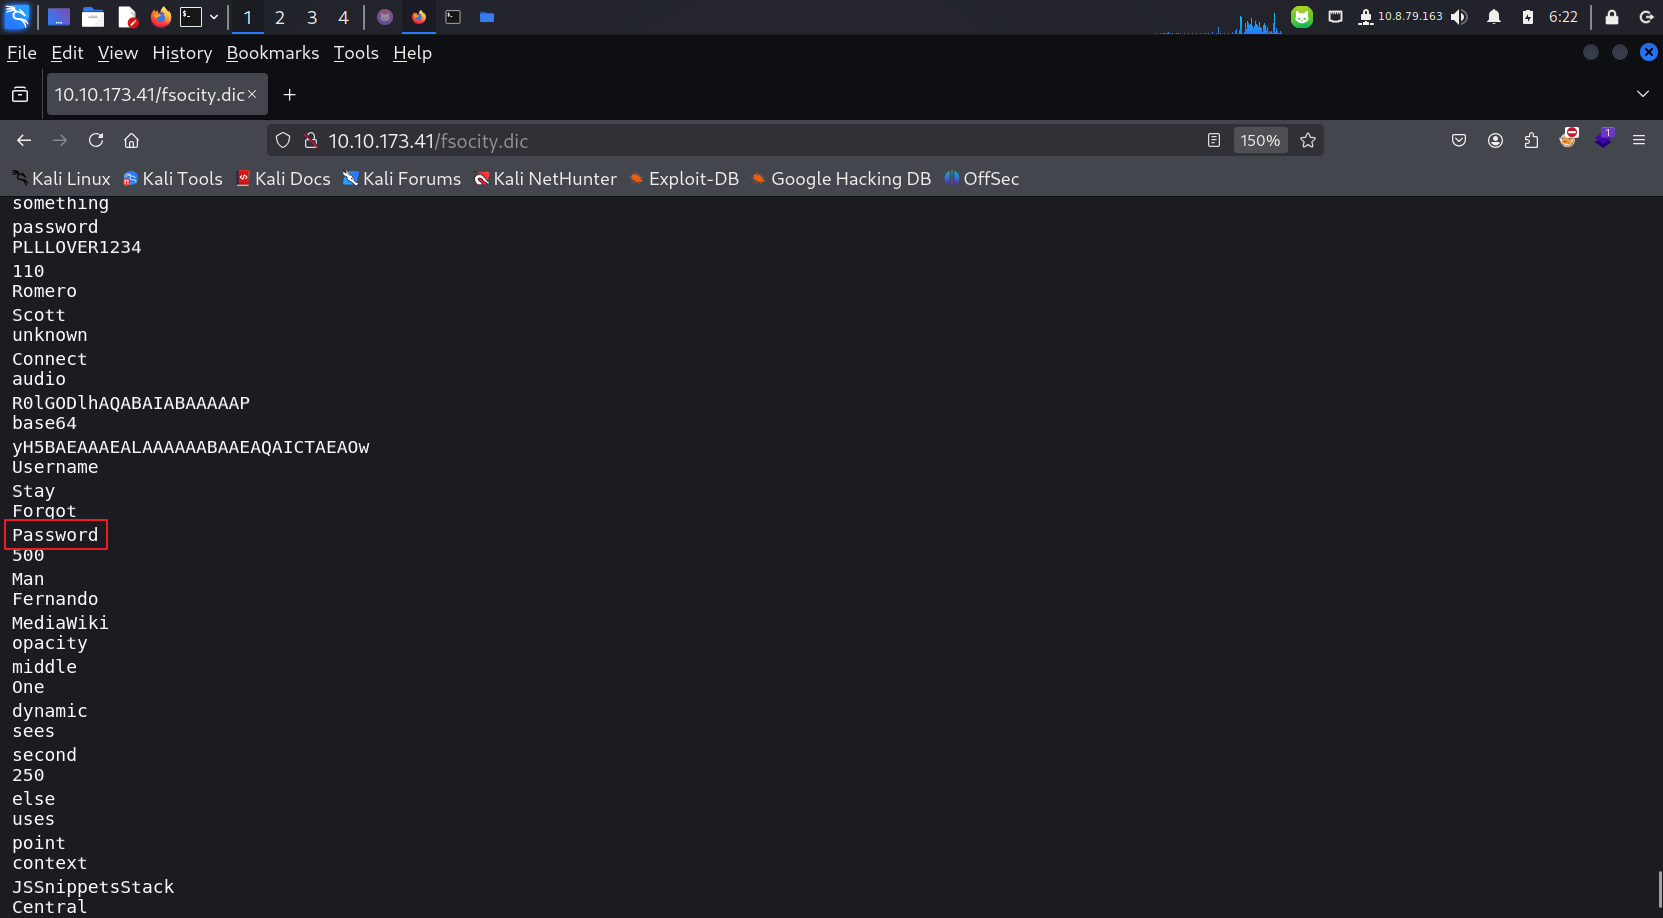 1 2 3 4 10.8.79.163 6:22
File Edit View History Bookmarks Tools Help
10.10.173.41/fsocity.dic
10.10.173.41/fsocity.dic 150% 1
Kali Linux Kali Tools Kali Docs Kali Forums Kali NetHunter Exploit-DB Google Hacking DB OffSec
something
password
PLLLOVER1234
110
Romero
Scott
unknown
Connect
audio
R0lGODlhAQABAIABAAAAAP
base64
yH5BAEAAAEALAAAAAABAAEAQAICTAEAOw
Username
Stay
Forgot
Password
500
Man
Fernando
MediaWiki
opacity
middle
One
dynamic
sees
second
250
else
uses
point
context
JSSnippetsStack
Central